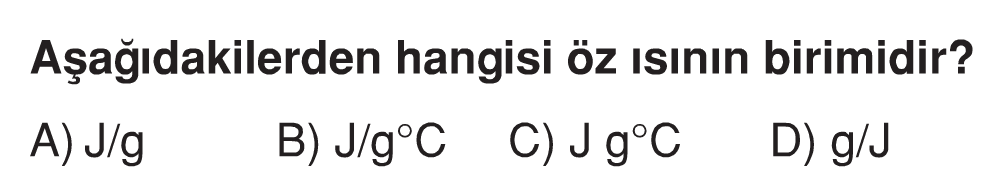 Aşağıdakilerden hangisi öz ısının birimidir?
A) J/g B) J/g°C C) J g°C D) g/J